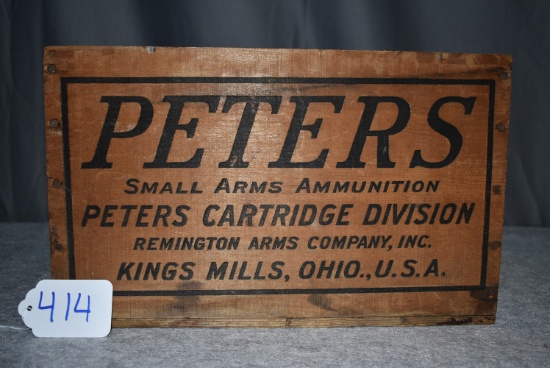 PETERS
SMALL ARMS AMMUNITION
PETERS CARTRIDGE DIVISION
REMINGTON ARMS COMPANY, INC.
KINGS MILLS, OHIO., U.S.A.
414